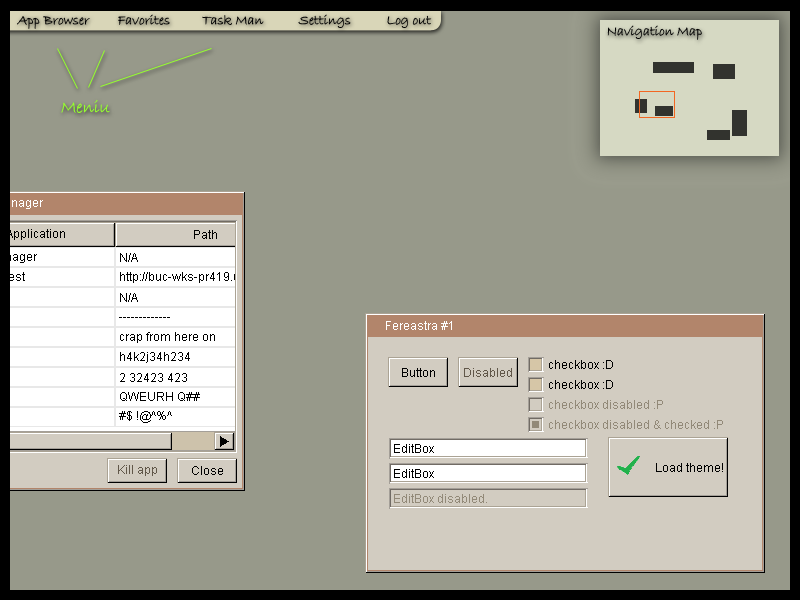 App Browser Favorites Task Man Settings Log out
Navigation Map
Meniu
nager
Application Path
nager N/A
est http://buc-wks-pr419.
N/A
-------------
crap from here on
h4k2j34h234
2 32423 423
QWEURH Q##
#$ !@^%^
Kill app Close
Fereastra #1
Button Disabled checkbox :D
checkbox :D
checkbox disabled :P
checkbox disabled & checked :P
EditBox
EditBox
EditBox disabled.
Load theme!